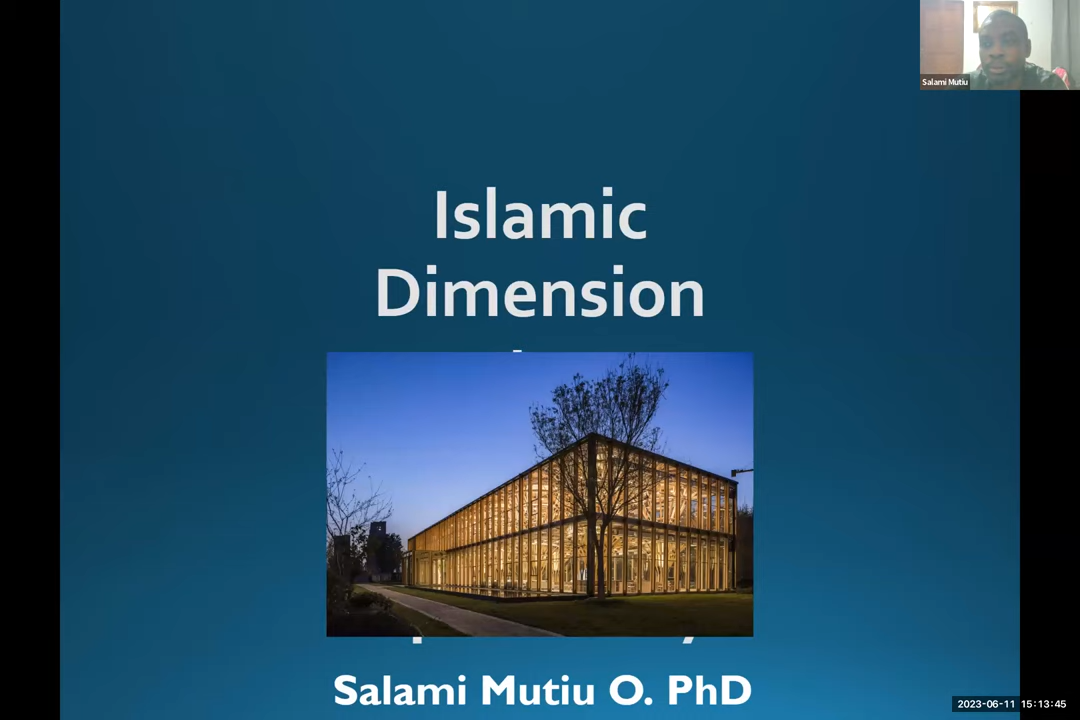 Salami Mutiu
Islamic
Dimension
Salami Mutiu O. PhD
2023-06-11 15:13:45